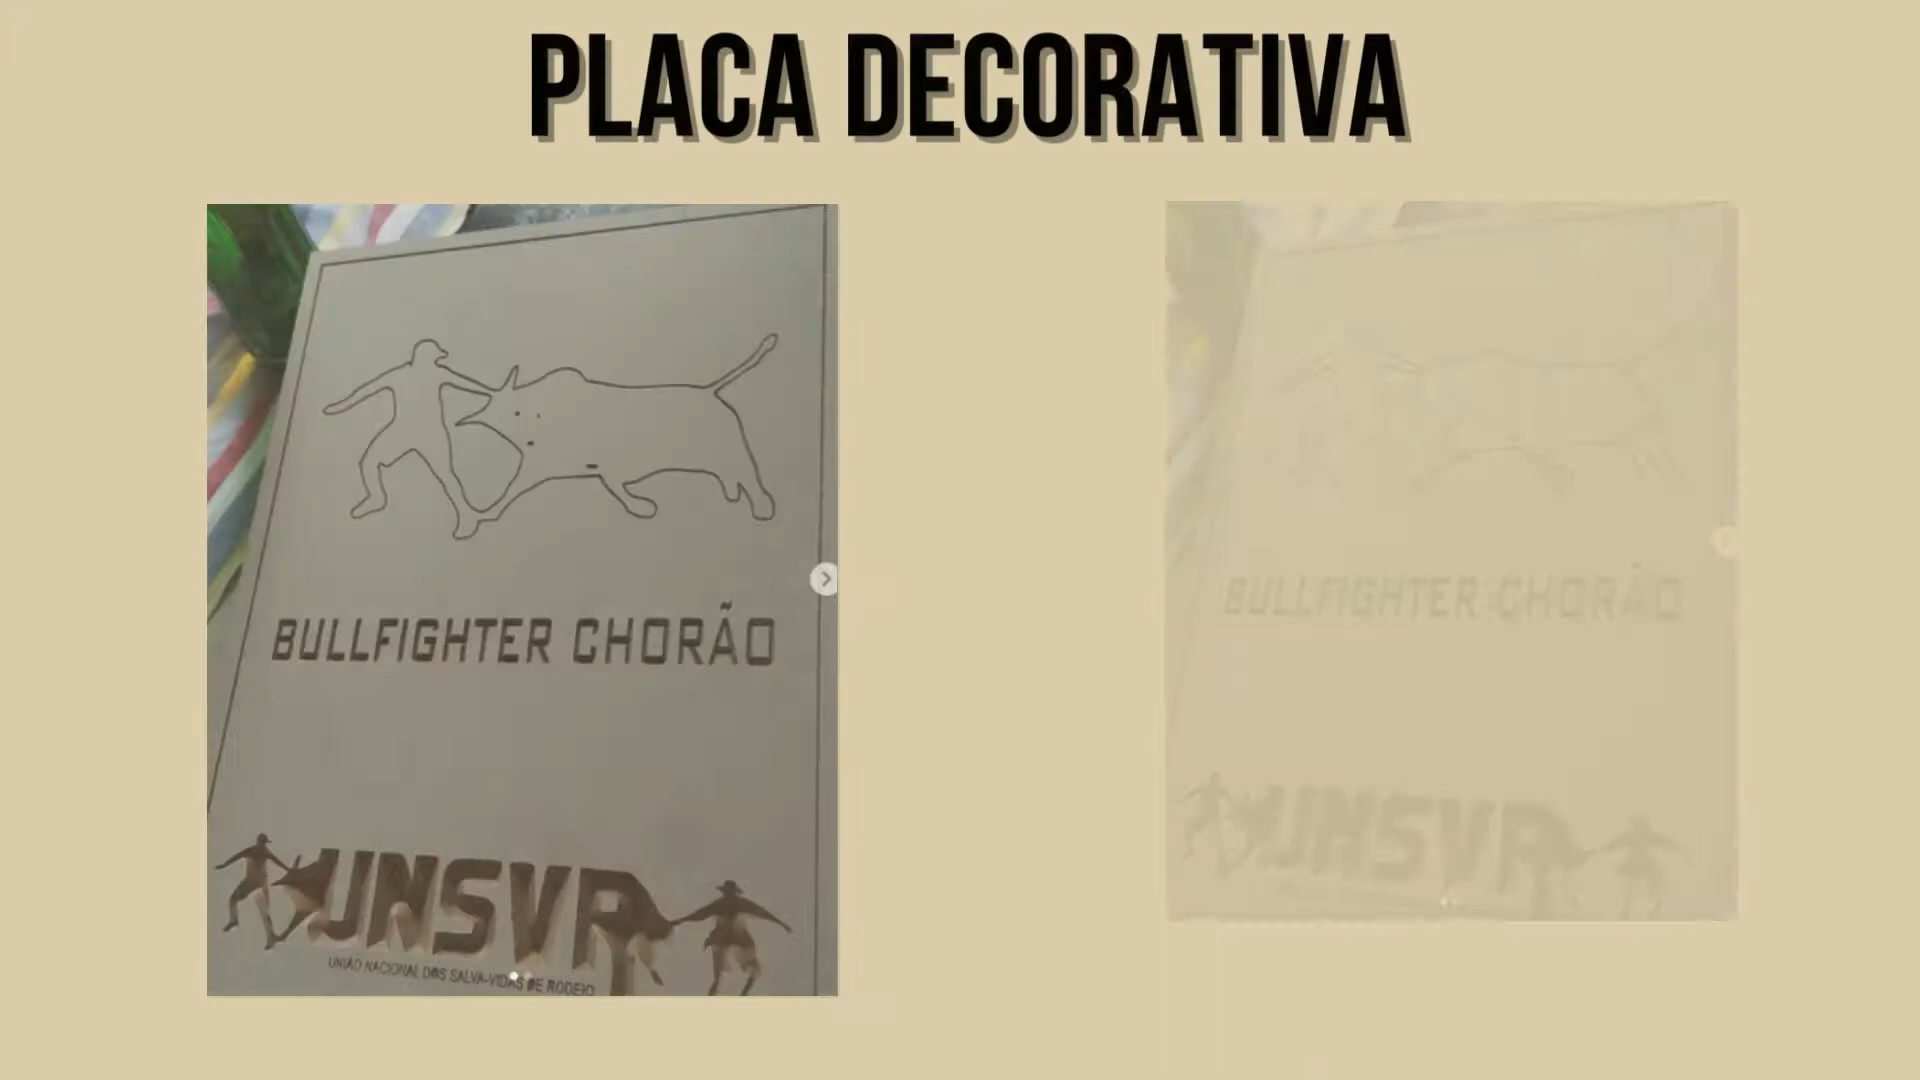 PLACA DECORATIVA
BULLFIGHTER CHORÃO
UNSVR
UNIÃO NACIONAL DOS SALVA-VIDAS DE RODEIO
BULLFIGHTER CHORÃO
UNSVR